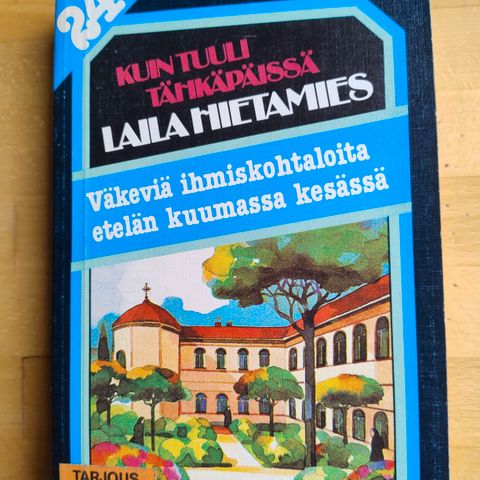 24
KUIN TUULI
TÄHKÄPÄISSÄ
LAILA HIETAMIES
Väkeviä ihmiskohtaloita
etelän kuumassa kesässä
TARJOUS